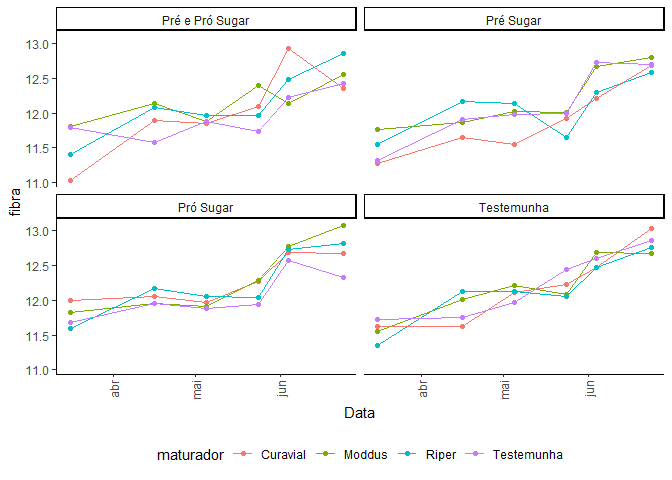 Pré e Pró Sugar Pré Sugar
13.0
12.5
12.0
11.5
11.0
fibra
Pró Sugar Testemunha
13.0
12.5
12.0
11.5
11.0
abr mai jun abr mai jun
Data
maturador Curavial Moddus Riper Testemunha